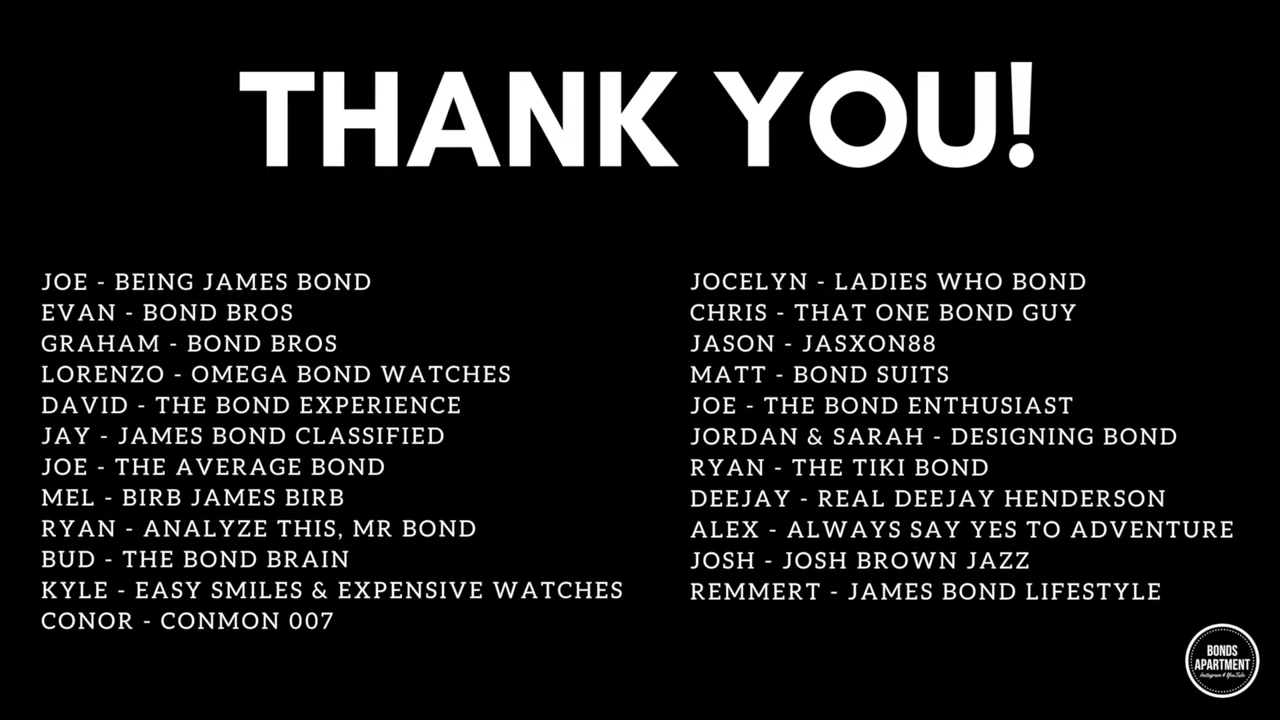 THANK YOU!
JOE - BEING JAMES BOND
EVAN - BOND BROS
GRAHAM - BOND BROS
LORENZO - OMEGA BOND WATCHES
DAVID - THE BOND EXPERIENCE
JAY - JAMES BOND CLASSIFIED
JOE - THE AVERAGE BOND
MEL - BIRB JAMES BIRB
RYAN - ANALYZE THIS, MR BOND
BUD - THE BOND BRAIN
KYLE - EASY SMILES & EXPENSIVE WATCHES
CONOR - CONMON 007
JOCELYN - LADIES WHO BOND
CHRIS - THAT ONE BOND GUY
JASON - JASXON88
MATT - BOND SUITS
JOE - THE BOND ENTHUSIAST
JORDAN & SARAH - DESIGNING BOND
RYAN - THE TIKI BOND
DEEJAY - REAL DEEJAY HENDERSON
ALEX - ALWAYS SAY YES TO ADVENTURE
JOSH - JOSH BROWN JAZZ
REMMERT - JAMES BOND LIFESTYLE
BONDS
APARTMENT
Instagram & YouTube